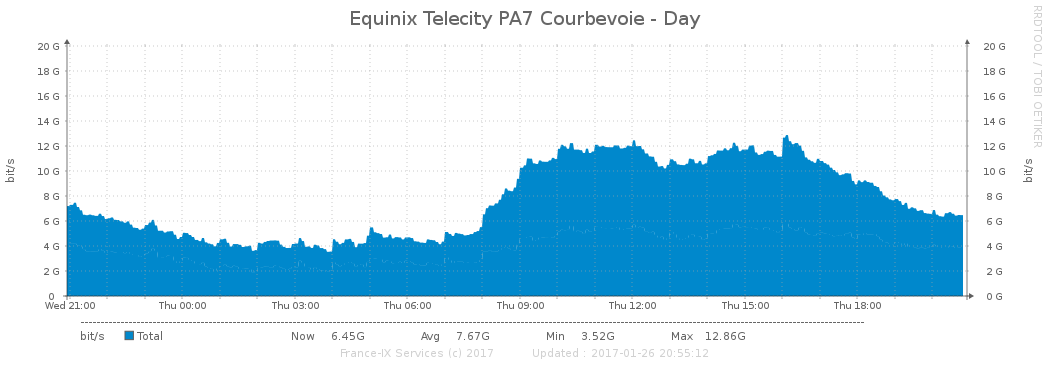 Equinix Telecity PA7 Courbevoie - Day
RRDTOOL / TOBI OETIKER
bit/s
bit/s
20 G 20 G
18 G 18 G
16 G 16 G
14 G 14 G
12 G 12 G
10 G 10 G
8 G 8 G
6 G 6 G
4 G 4 G
2 G 2 G
0 0 G
Wed 21:00 Thu 00:00 Thu 03:00 Thu 06:00 Thu 09:00 Thu 12:00 Thu 15:00 Thu 18:00
bit/s Total Now 6.45G Avg 7.67G Min 3.52G Max 12.86G
France-IX Services (c) 2017 Updated : 2017-01-26 20:55:12